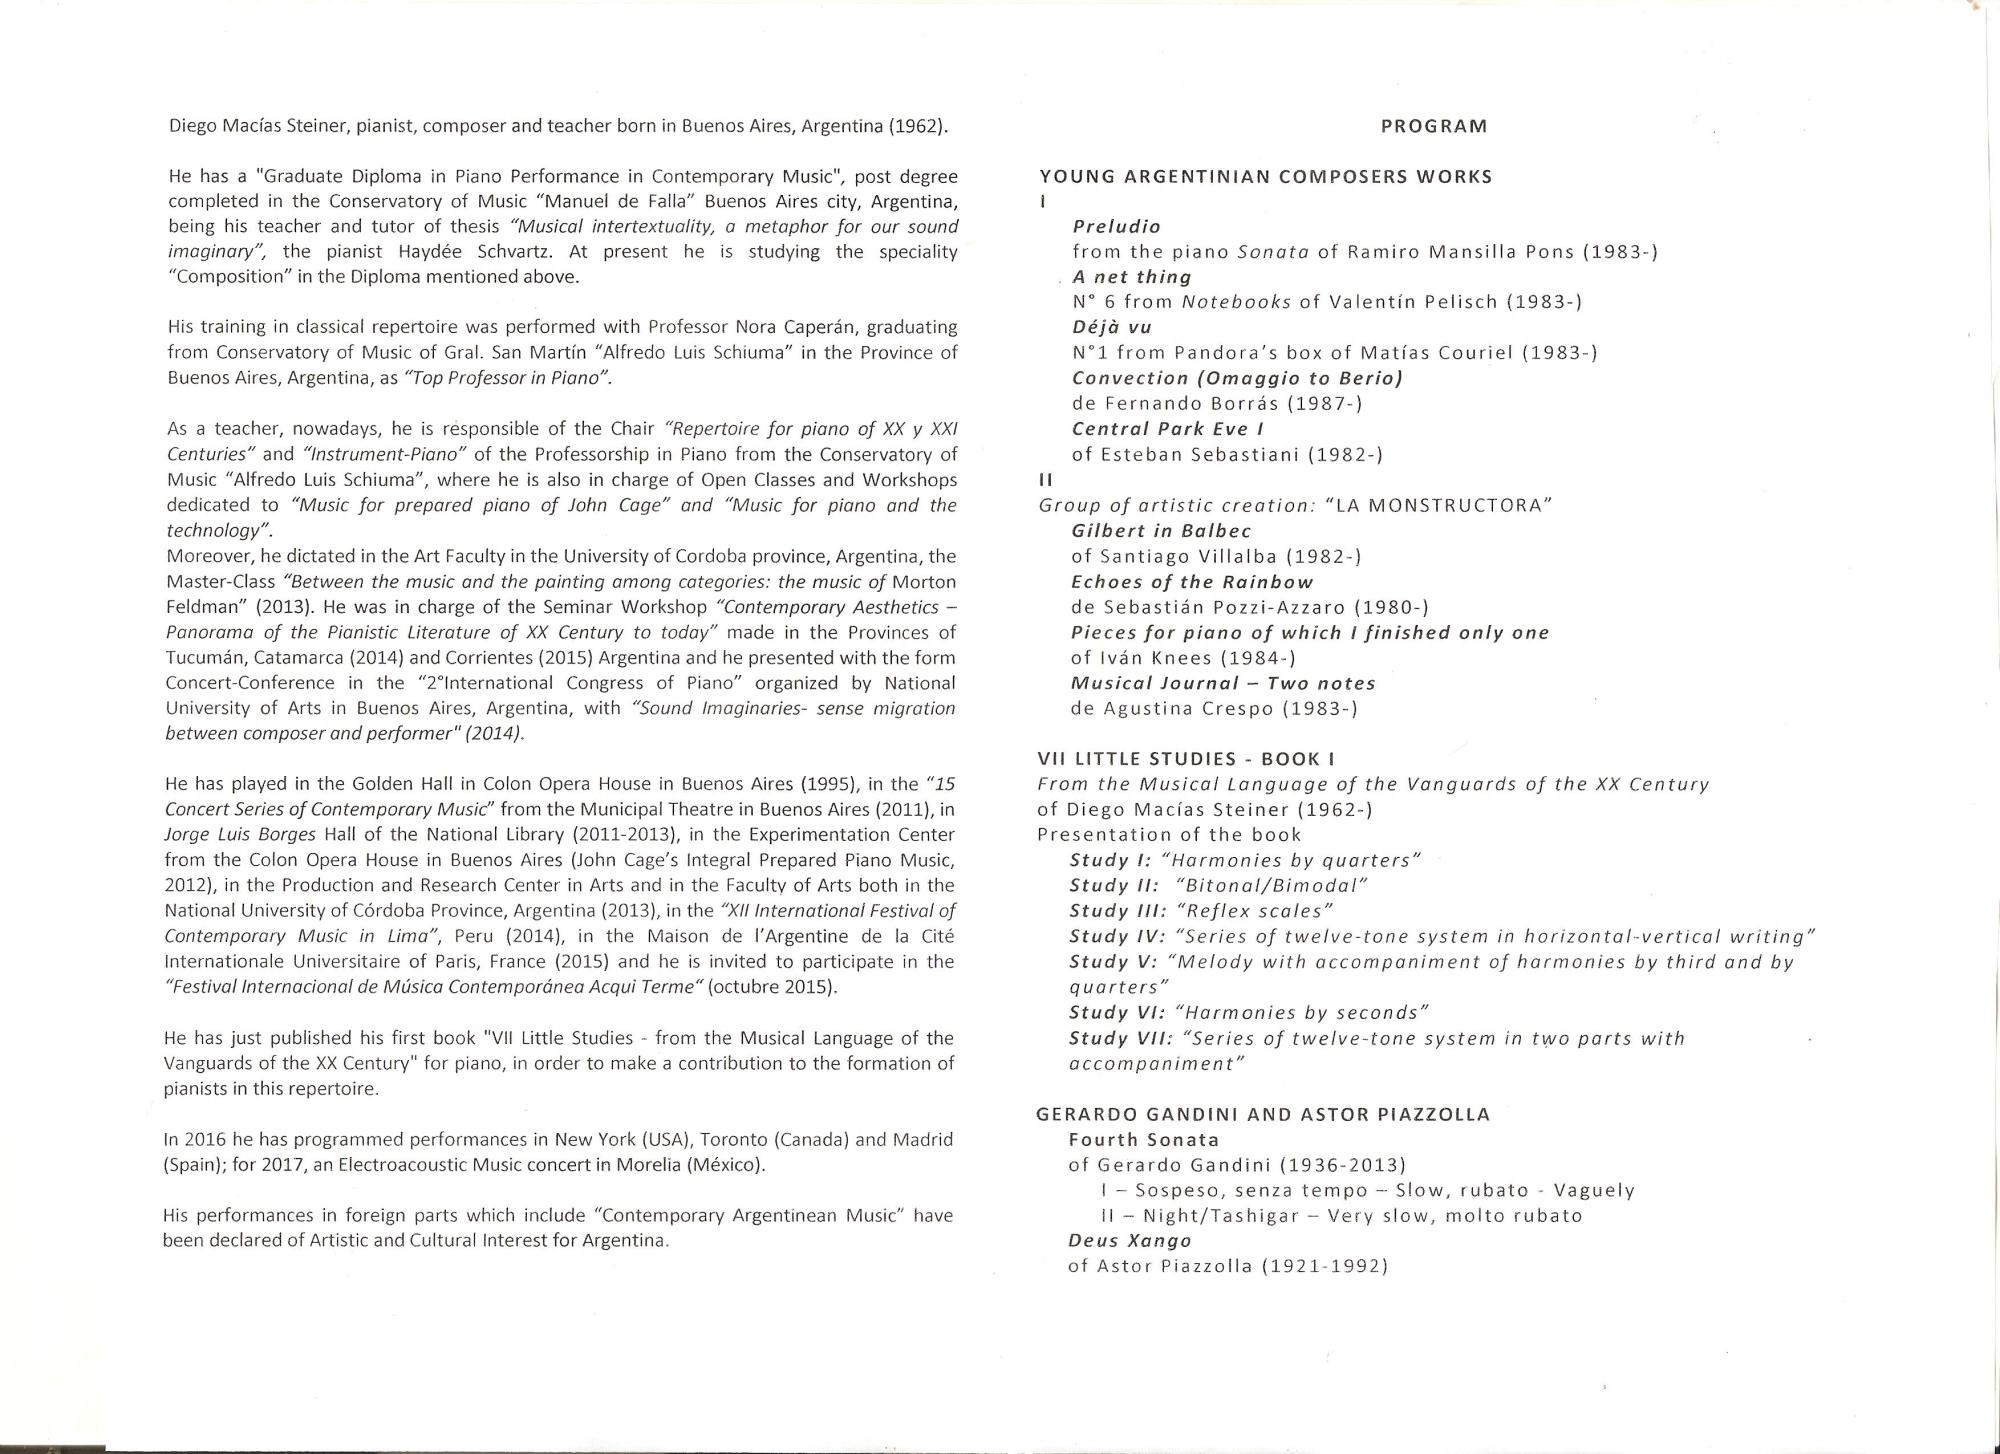 Diego Macías Steiner, pianist, composer and teacher born in Buenos Aires, Argentina (1962).
He has a "Graduate Diploma in Piano Performance in Contemporary Music", post degree
completed in the Conservatory of Music “Manuel de Falla” Buenos Aires city, Argentina,
being his teacher and tutor of thesis “Musical intertextuality, a metaphor for our sound
imaginary”, the pianist Haydée Schvartz. At present he is studying the speciality
“Composition” in the Diploma mentioned above.
His training in classical repertoire was performed with Professor Nora Caperán, graduating
from Conservatory of Music of Gral. San Martín “Alfredo Luis Schiuma” in the Province of
Buenos Aires, Argentina, as “Top Professor in Piano”.
As a teacher, nowadays, he is responsible of the Chair “Repertoire for piano of XX y XXI
Centuries” and “Instrument-Piano” of the Professorship in Piano from the Conservatory of
Music “Alfredo Luis Schiuma”, where he is also in charge of Open Classes and Workshops
dedicated to “Music for prepared piano of John Cage” and “Music for piano and the
technology”.
Moreover, he dictated in the Art Faculty in the University of Cordoba province, Argentina, the
Master-Class “Between the music and the painting among categories: the music of Morton
Feldman” (2013). He was in charge of the Seminar Workshop “Contemporary Aesthetics –
Panorama of the Pianistic Literature of XX Century to today” made in the Provinces of
Tucumán, Catamarca (2014) and Corrientes (2015) Argentina and he presented with the form
Concert-Conference in the “2°International Congress of Piano” organized by National
University of Arts in Buenos Aires, Argentina, with “Sound Imaginaries- sense migration
between composer and performer" (2014).
He has played in the Golden Hall in Colon Opera House in Buenos Aires (1995), in the “15
Concert Series of Contemporary Music” from the Municipal Theatre in Buenos Aires (2011), in
Jorge Luis Borges Hall of the National Library (2011-2013), in the Experimentation Center
from the Colon Opera House in Buenos Aires (John Cage’s Integral Prepared Piano Music,
2012), in the Production and Research Center in Arts and in the Faculty of Arts both in the
National University of Córdoba Province, Argentina (2013), in the “XII International Festival of
Contemporary Music in Lima”, Peru (2014), in the Maison de l’Argentine de la Cité
Internationale Universitaire of Paris, France (2015) and he is invited to participate in the
“Festival Internacional de Música Contemporánea Acqui Terme“ (octubre 2015).
He has just published his first book "VII Little Studies - from the Musical Language of the
Vanguards of the XX Century" for piano, in order to make a contribution to the formation of
pianists in this repertoire.
In 2016 he has programmed performances in New York (USA), Toronto (Canada) and Madrid
(Spain); for 2017, an Electroacoustic Music concert in Morelia (México).
His performances in foreign parts which include “Contemporary Argentinean Music” have
been declared of Artistic and Cultural Interest for Argentina.
PROGRAM
YOUNG ARGENTINIAN COMPOSERS WORKS
I
Preludio
from the piano Sonata of Ramiro Mansilla Pons (1983-)
A net thing
N° 6 from Notebooks of Valentín Pelisch (1983-)
Déjà vu
N°1 from Pandora’s box of Matías Couriel (1983-)
Convection (Omaggio to Berio)
de Fernando Borrás (1987-)
Central Park Eve I
of Esteban Sebastiani (1982-)
II
Group of artistic creation: “LA MONSTRUCTORA”
Gilbert in Balbec
of Santiago Villalba (1982-)
Echoes of the Rainbow
de Sebastián Pozzi-Azzaro (1980-)
Pieces for piano of which I finished only one
of Iván Knees (1984-)
Musical Journal – Two notes
de Agustina Crespo (1983-)
VII LITTLE STUDIES - BOOK I
From the Musical Language of the Vanguards of the XX Century
of Diego Macías Steiner (1962-)
Presentation of the book
Study I: “Harmonies by quarters”
Study II: “Bitonal/Bimodal”
Study III: “Reflex scales”
Study IV: “Series of twelve-tone system in horizontal-vertical writing”
Study V: “Melody with accompaniment of harmonies by third and by
quarters”
Study VI: “Harmonies by seconds”
Study VII: “Series of twelve-tone system in two parts with
accompaniment”
GERARDO GANDINI AND ASTOR PIAZZOLLA
Fourth Sonata
of Gerardo Gandini (1936-2013)
I – Sospeso, senza tempo – Slow, rubato - Vaguely
II – Night/Tashigar – Very slow, molto rubato
Deus Xango
of Astor Piazzolla (1921-1992)